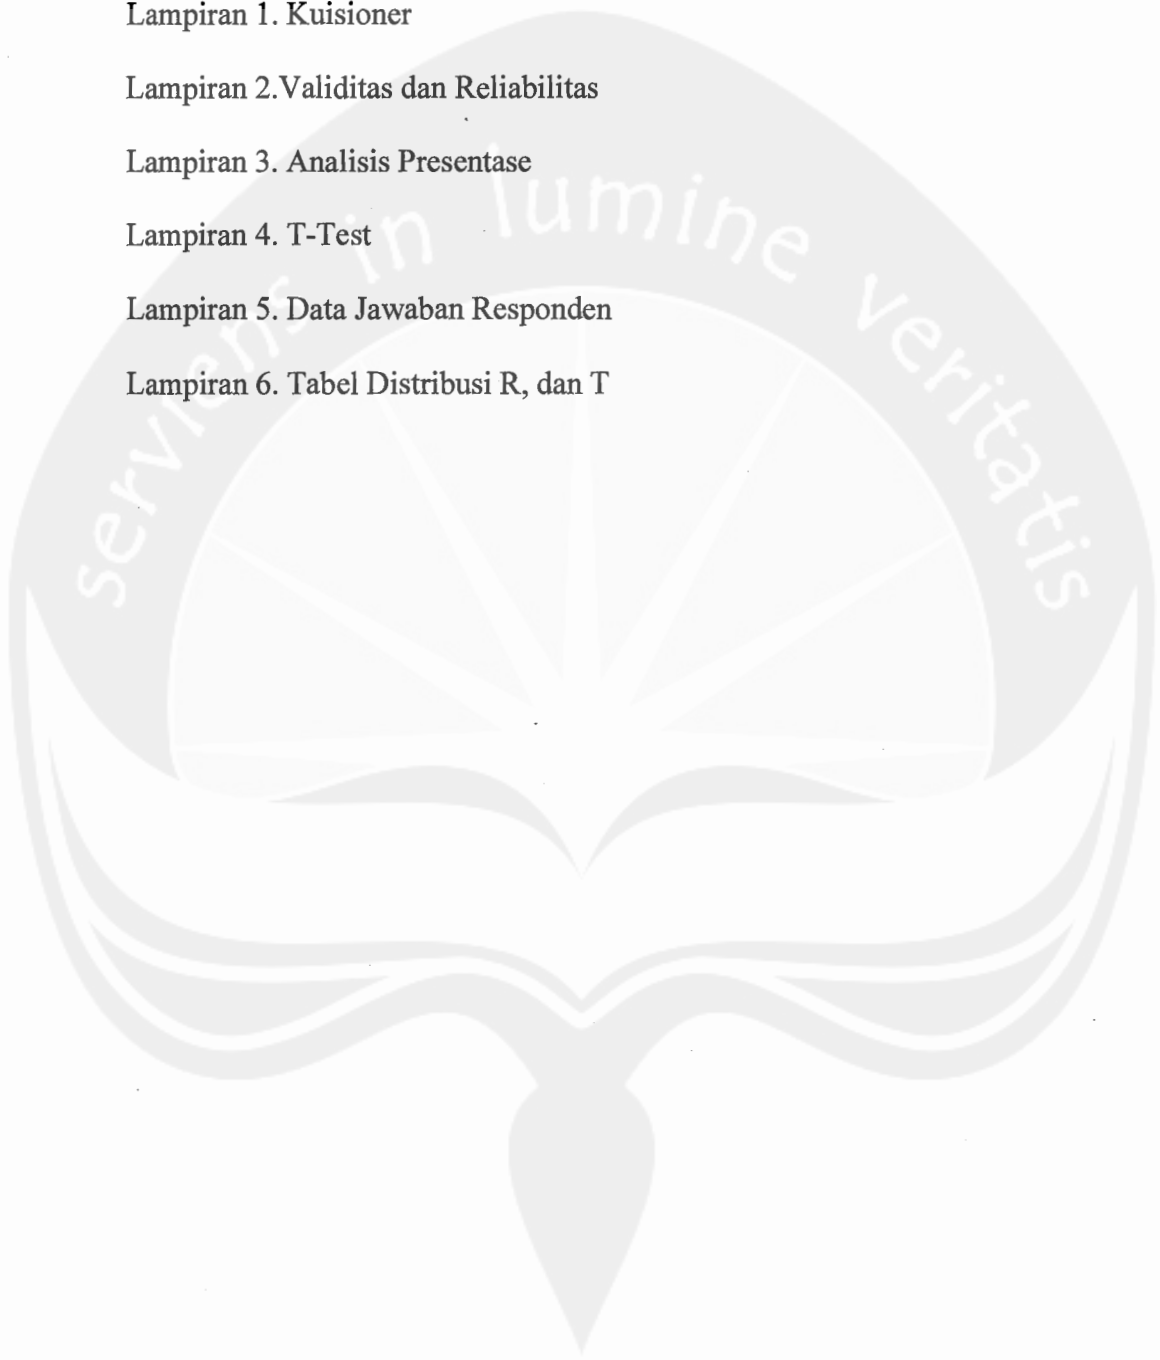 Lampiran 1. Kuisioner
Lampiran 2.Validitas dan Reliabilitas
Lampiran 3. Analisis Presentase
Lampiran 4. T-Test
Lampiran 5. Data Jawaban Responden
Lampiran 6. Tabel Distribusi R, dan T
serviens in lumine veritatis